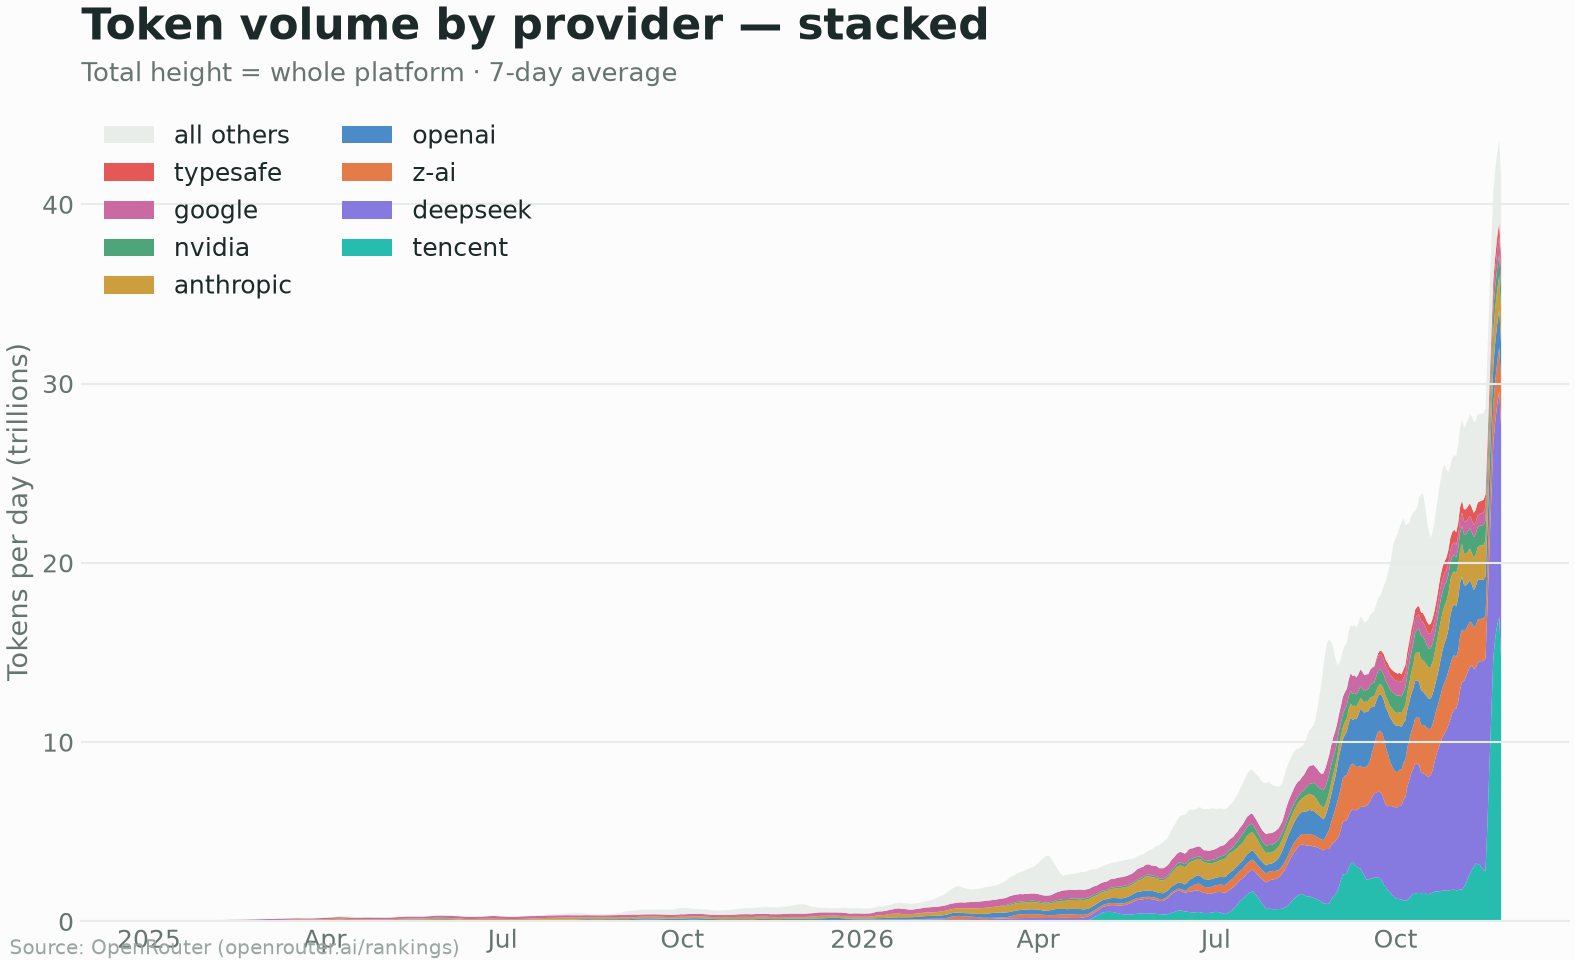 Token volume by provider — stacked
Total height = whole platform · 7-day average
all others
typesafe
google
nvidia
anthropic
openai
z-ai
deepseek
tencent
Tokens per day (trillions)
40
30
20
10
0
2025 Apr Jul Oct 2026 Apr Jul Oct
Source: OpenRouter (openrouter.ai/rankings)